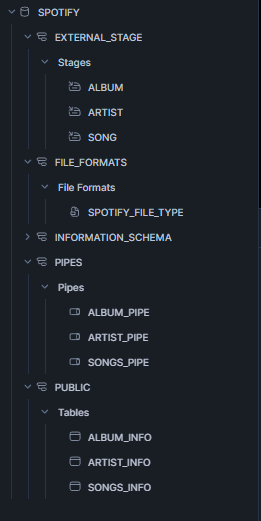 SPOTIFY
EXTERNAL_STAGE
Stages
ALBUM
ARTIST
SONG
FILE_FORMATS
File Formats
SPOTIFY_FILE_TYPE
INFORMATION_SCHEMA
PIPES
Pipes
ALBUM_PIPE
ARTIST_PIPE
SONGS_PIPE
PUBLIC
Tables
ALBUM_INFO
ARTIST_INFO
SONGS_INFO